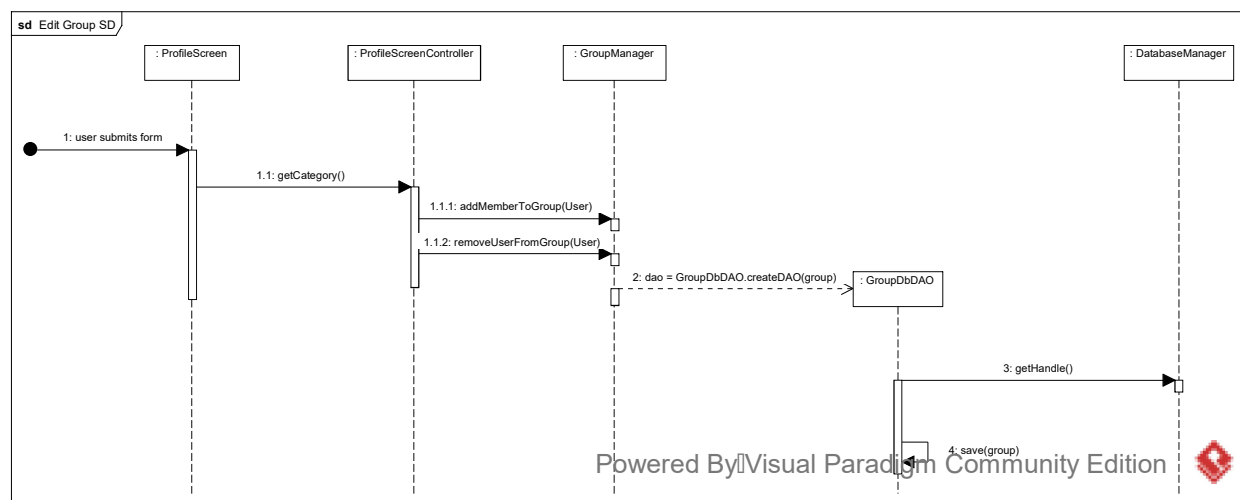 sd Edit Group SD
: ProfileScreen
: ProfileScreenController
: GroupManager
: DatabaseManager
1: user submits form
1.1: getCategory()
1.1.1: addMemberToGroup(User)
1.1.2: removeUserFromGroup(User)
2: dao = GroupDbDAO.createDAO(group)
: GroupDbDAO
3: getHandle()
4: save(group)
Powered By Visual Paradigm Community Edition